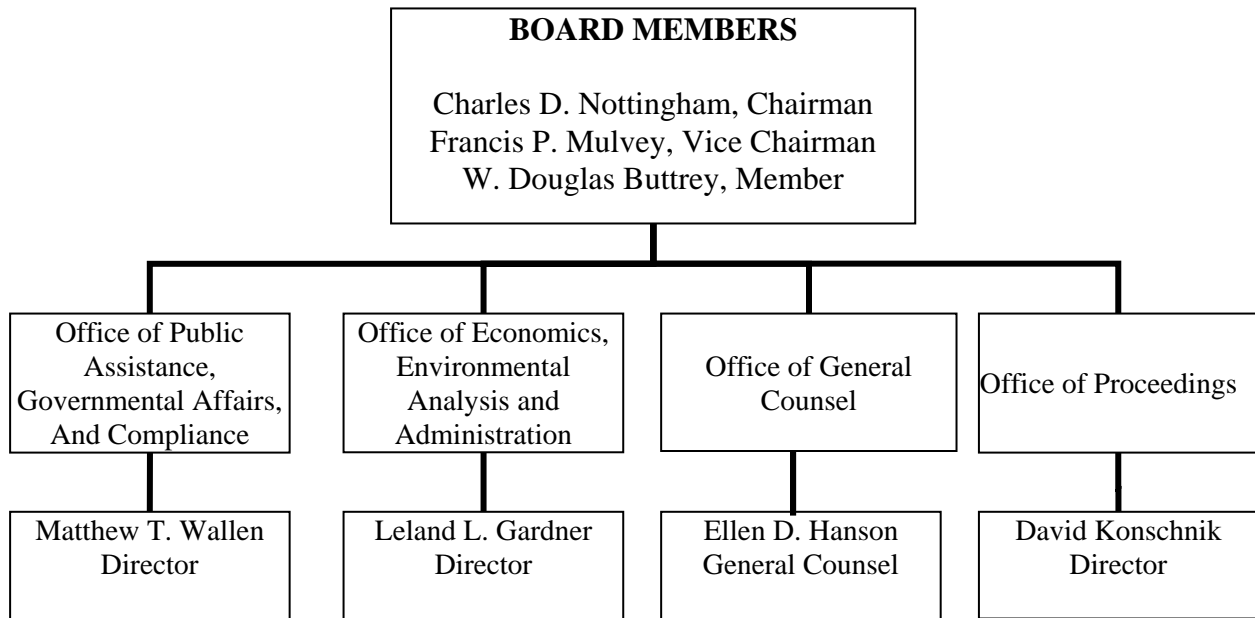 BOARD MEMBERS
Charles D. Nottingham, Chairman
Francis P. Mulvey, Vice Chairman
W. Douglas Buttrey, Member
Office of Public
Assistance,
Governmental Affairs,
And Compliance
Office of Economics,
Environmental
Analysis and
Administration
Office of General
Counsel
Office of Proceedings
Matthew T. Wallen
Director
Leland L. Gardner
Director
Ellen D. Hanson
General Counsel
David Konschnik
Director